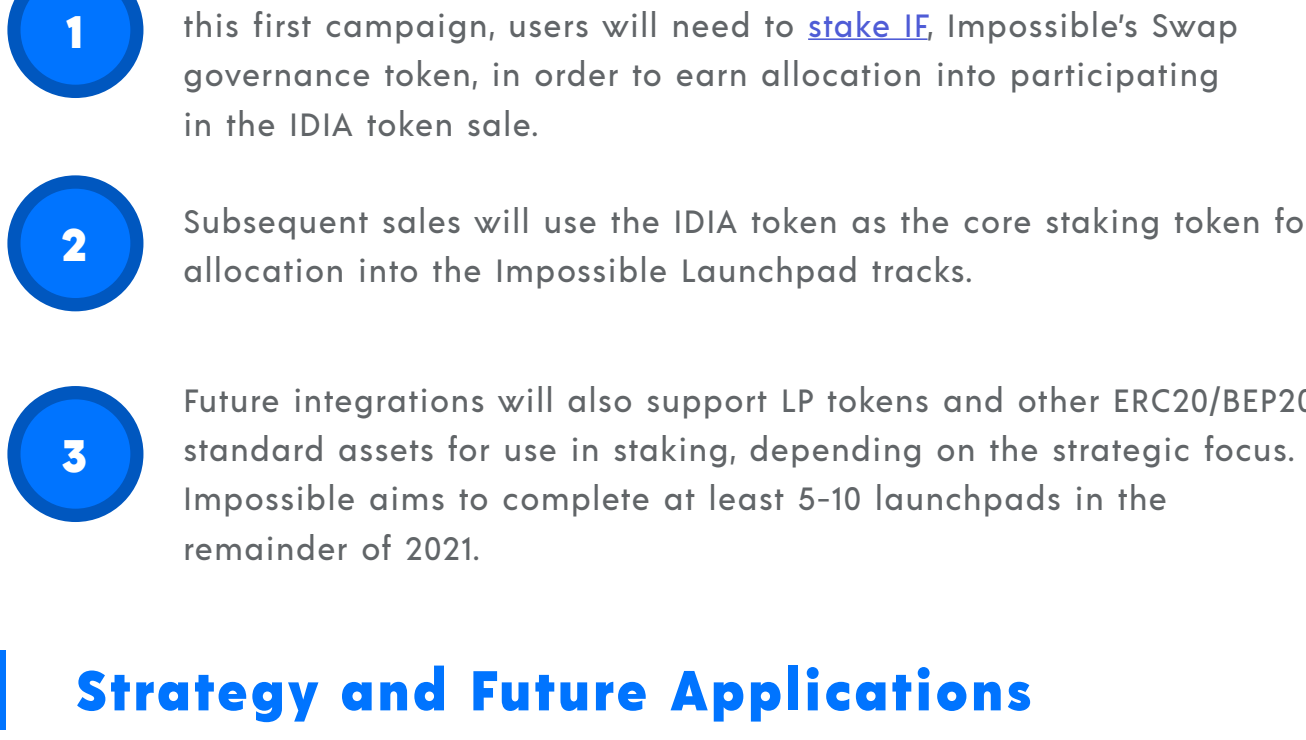 1
this first campaign, users will need to stake IF, Impossible's Swap
governance token, in order to earn allocation into participating
in the IDIA token sale.
2
Subsequent sales will use the IDIA token as the core staking token fo
allocation into the Impossible Launchpad tracks.
3
Future integrations will also support LP tokens and other ERC20/BEP20
standard assets for use in staking, depending on the strategic focus.
Impossible aims to complete at least 5-10 launchpads in the
remainder of 2021.
Strategy and Future Applications